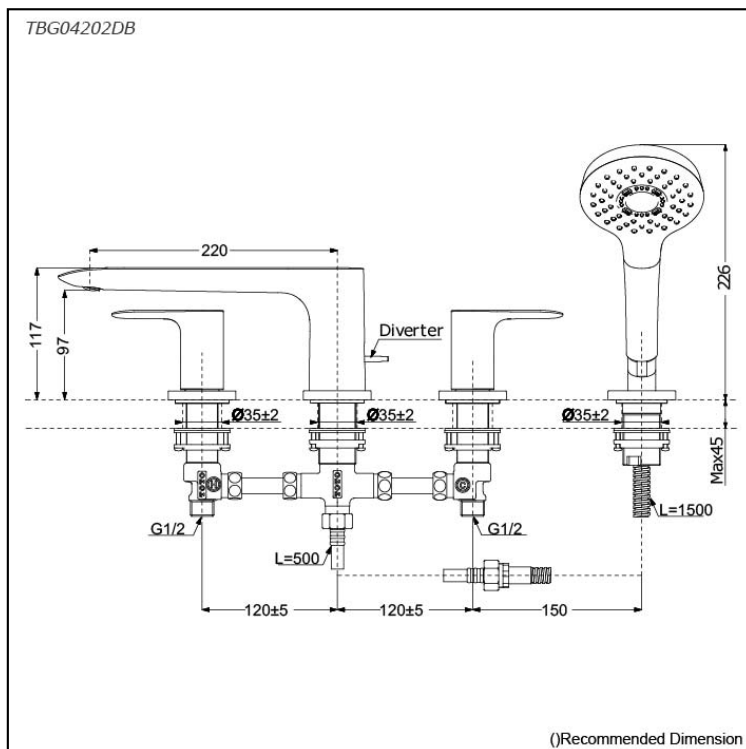 TBG04202DB
220
117
97
226
Diverter
Ø35±2
Ø35±2
Ø35±2
Max45
G1/2
G1/2
L=500
L=1500
120±5
120±5
150
()Recommended Dimension